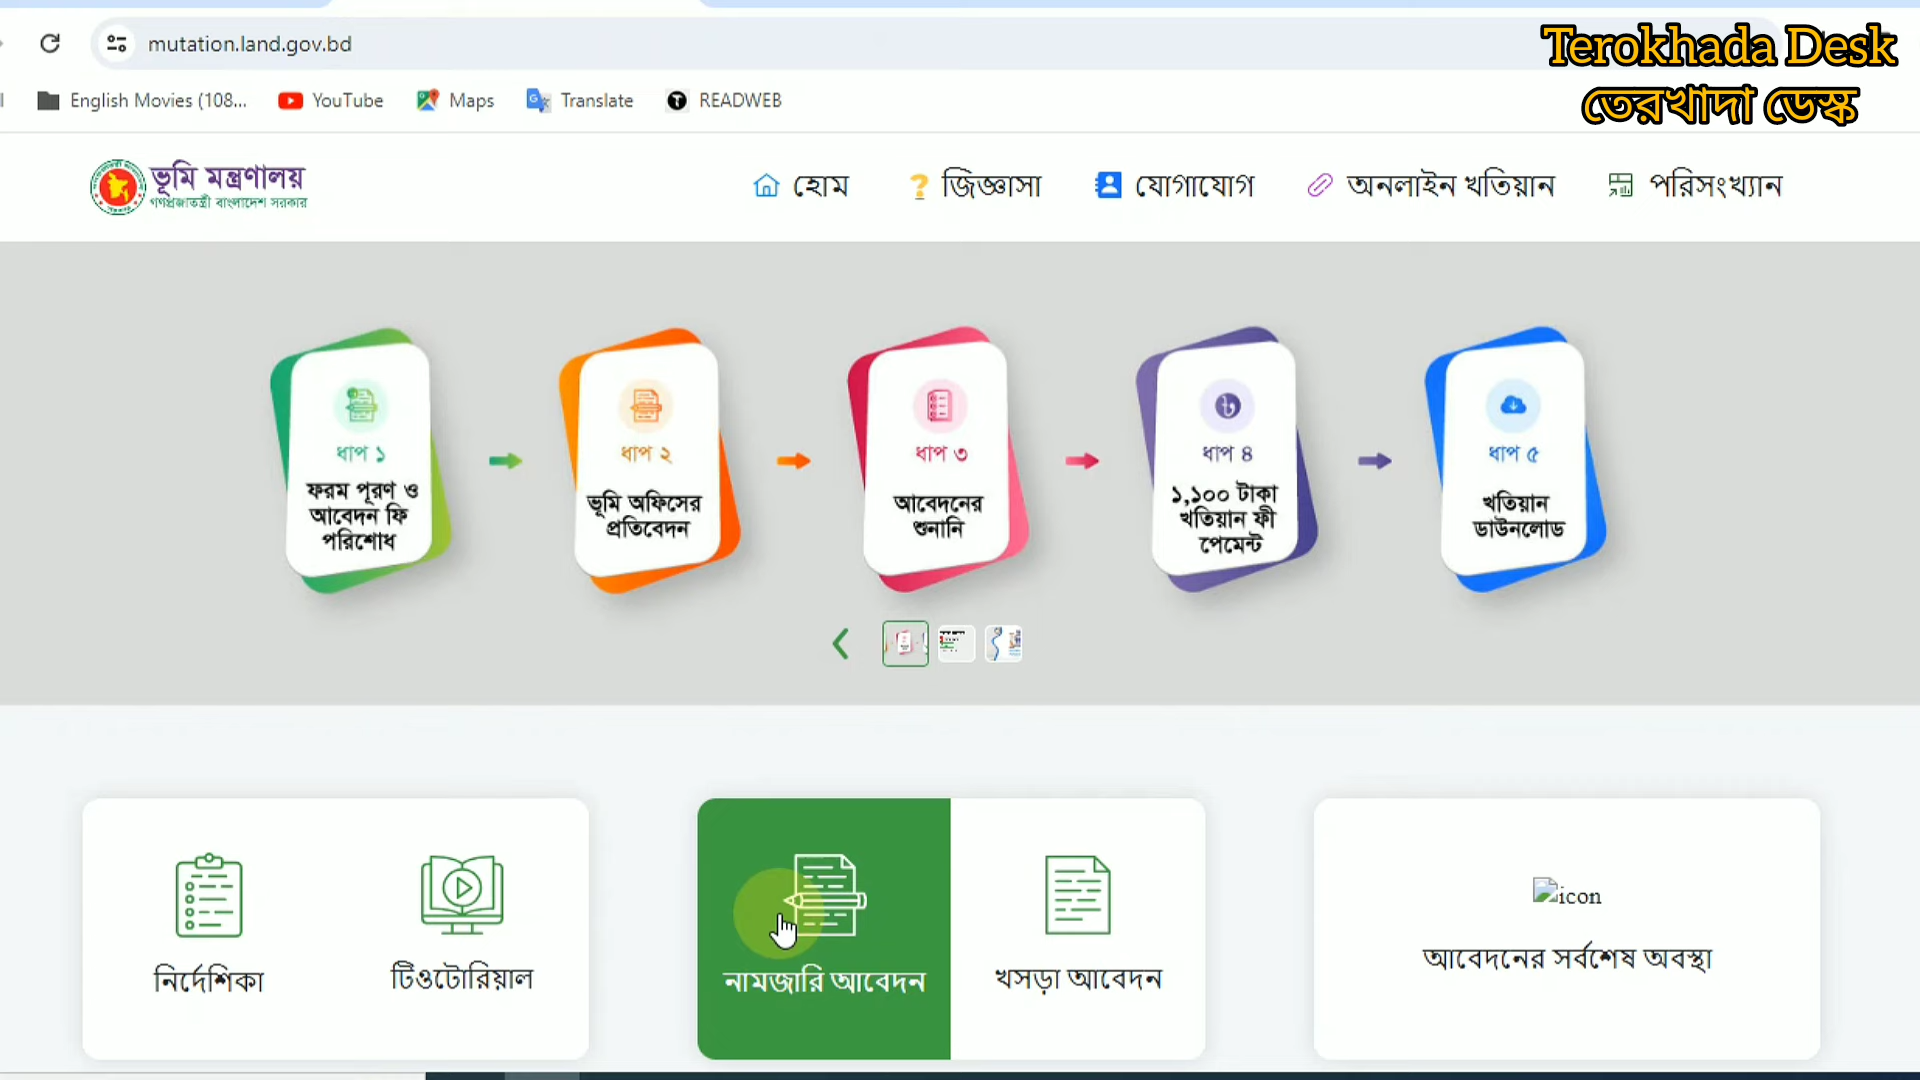 mutation.land.gov.bd
Terokhada Desk
তেরখাদা ডেস্ক
English Movies (108...
YouTube
Maps
Translate
READWEB
ভূমি মন্ত্রণালয়
গণপ্রজাতন্ত্রী বাংলাদেশ সরকার
হোম
জিজ্ঞাসা
যোগাযোগ
অনলাইন খতিয়ান
পরিসংখ্যান
ধাপ ১
ফরম পূরণ ও
আবেদন ফি
পরিশোধ
ধাপ ২
ভূমি অফিসের
প্রতিবেদন
ধাপ ৩
আবেদনের
শুনানি
ধাপ ৪
১,১০০ টাকা
খতিয়ান ফী
পেমেন্ট
ধাপ ৫
খতিয়ান
ডাউনলোড
নির্দেশিকা
টিওটোরিয়াল
নামজারি আবেদন
খসড়া আবেদন
icon
আবেদনের সর্বশেষ অবস্থা